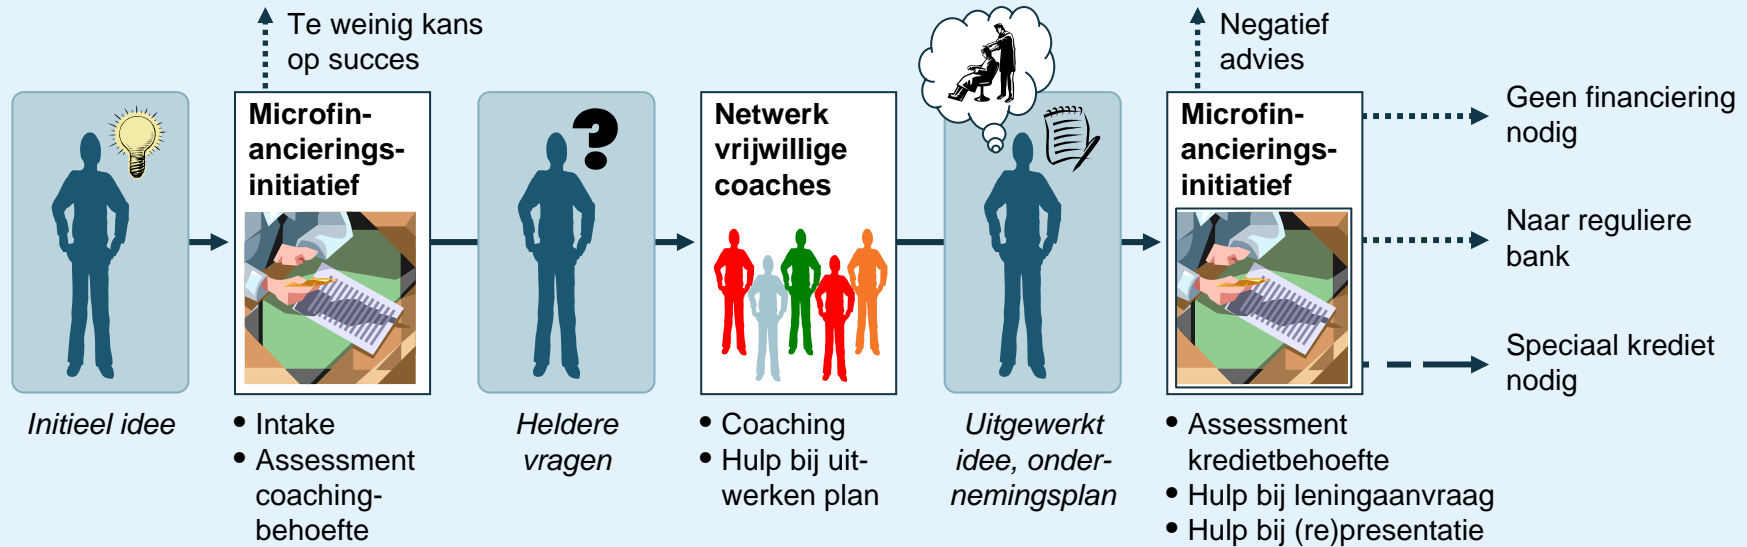 Te weinig kans
op succes
Negatief
advies
Microfin-
ancierings-
initiatief
?
Netwerk
vrijwillige
coaches
Microfin-
ancierings-
initiatief
Geen financiering
nodig
Naar reguliere
bank
Speciaal krediet
nodig
Initieel idee
• Intake
• Assessment
coaching-
behoefte
Heldere
vragen
• Coaching
• Hulp bij uit-
werken plan
Uitgewerkt
idee, onder-
nemingsplan
• Assessment
kredietbehoefte
• Hulp bij leningaanvraag
• Hulp bij (re)presentatie